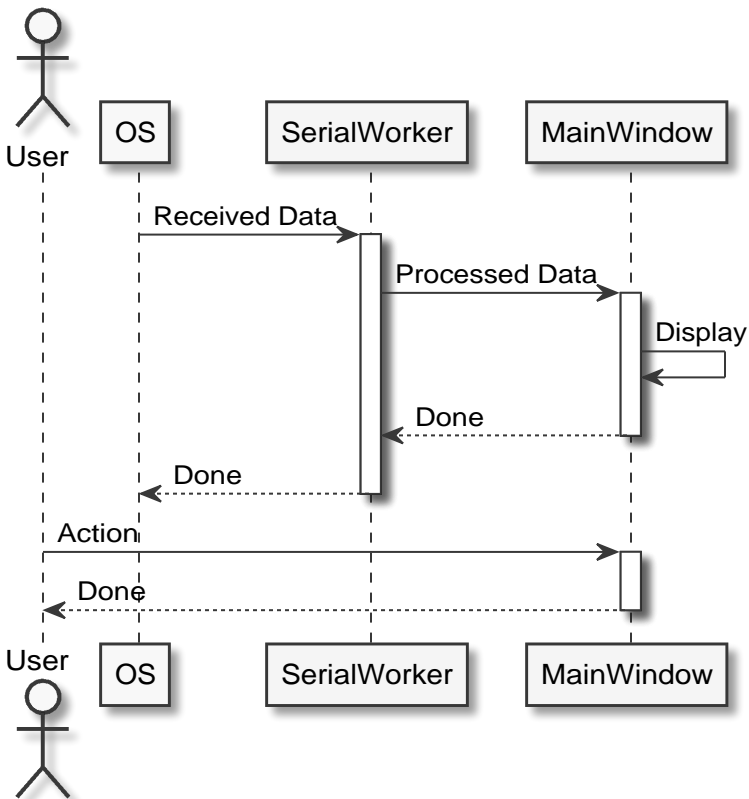 User
OS
SerialWorker
MainWindow
Received Data
Processed Data
Display
Done
Done
Action
Done
User
OS
SerialWorker
MainWindow